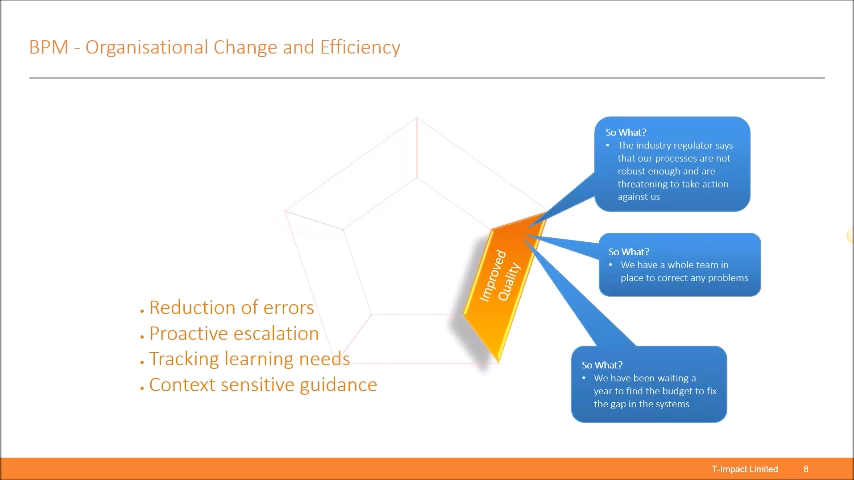 BPM - Organisational Change and Efficiency
So What?
• The industry regulator says
that our processes are not
robust enough and are
threatening to take action
against us
So What?
• We have a whole team in
place to correct any problems
Improved
Quality
• Reduction of errors
• Proactive escalation
• Tracking learning needs
• Context sensitive guidance
So What?
• We have been waiting a
year to find the budget to fix
the gap in the systems
T-Impact Limited 8